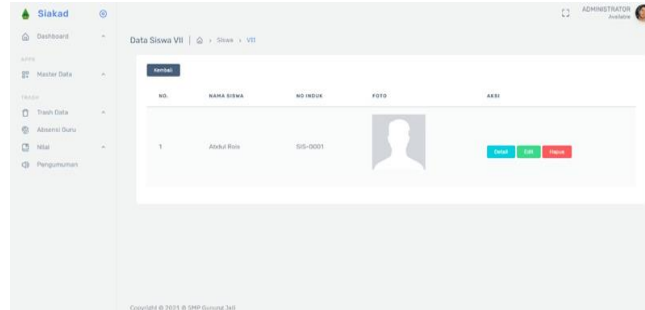 Siakad
ADMINISTRATOR
Available
Dashboard
Data Siswa VII | Siswa > VII
APPS
Master Data
Kembali
TRASH
NO. NAMA SISWA NO INDUK FOTO AKSI
Trash Data
Absensi Guru
Nilai
1 Abdul Rois SIS-0001 Detail Edit Hapus
Pengumuman
Copyright © 2023 © SMP Gunung Jati